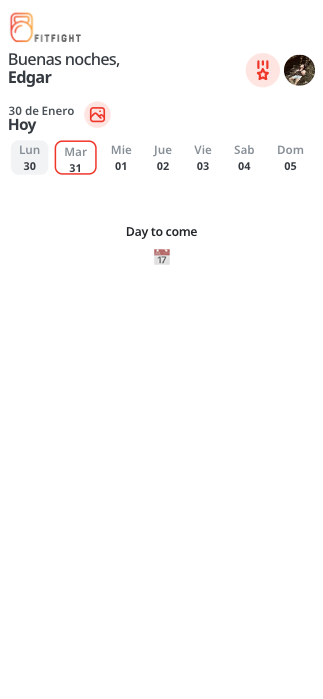 FITFIGHT
Buenas noches,
Edgar
30 de Enero
Hoy
Lun Mar Mie Jue Vie Sab Dom
30 31 01 02 03 04 05
Day to come
17